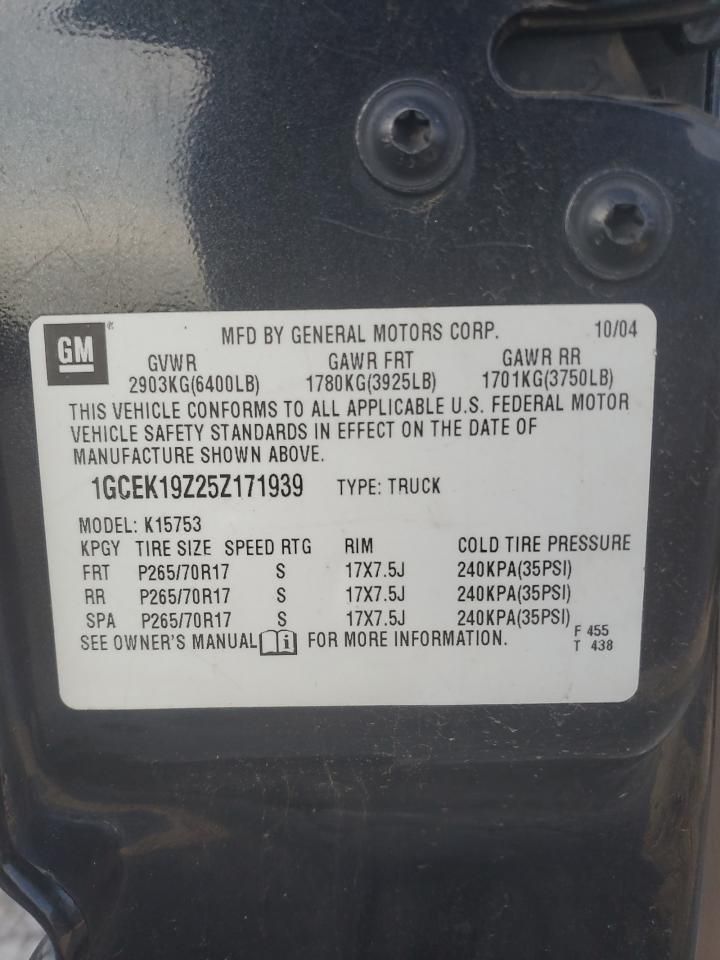 GM® MFD BY GENERAL MOTORS CORP. 10/04
GVWR GAWR FRT GAWR RR
2903KG(6400LB) 1780KG(3925LB) 1701KG(3750LB)
THIS VEHICLE CONFORMS TO ALL APPLICABLE U.S. FEDERAL MOTOR
VEHICLE SAFETY STANDARDS IN EFFECT ON THE DATE OF
MANUFACTURE SHOWN ABOVE.
1GCEK19Z25Z171939 TYPE: TRUCK
MODEL: K15753
KPGY TIRE SIZE SPEED RTG RIM COLD TIRE PRESSURE
FRT P265/70R17 S 17X7.5J 240KPA(35PSI)
RR P265/70R17 S 17X7.5J 240KPA(35PSI)
SPA P265/70R17 S 17X7.5J 240KPA(35PSI)
SEE OWNER'S MANUAL i FOR MORE INFORMATION. F 455
T 438